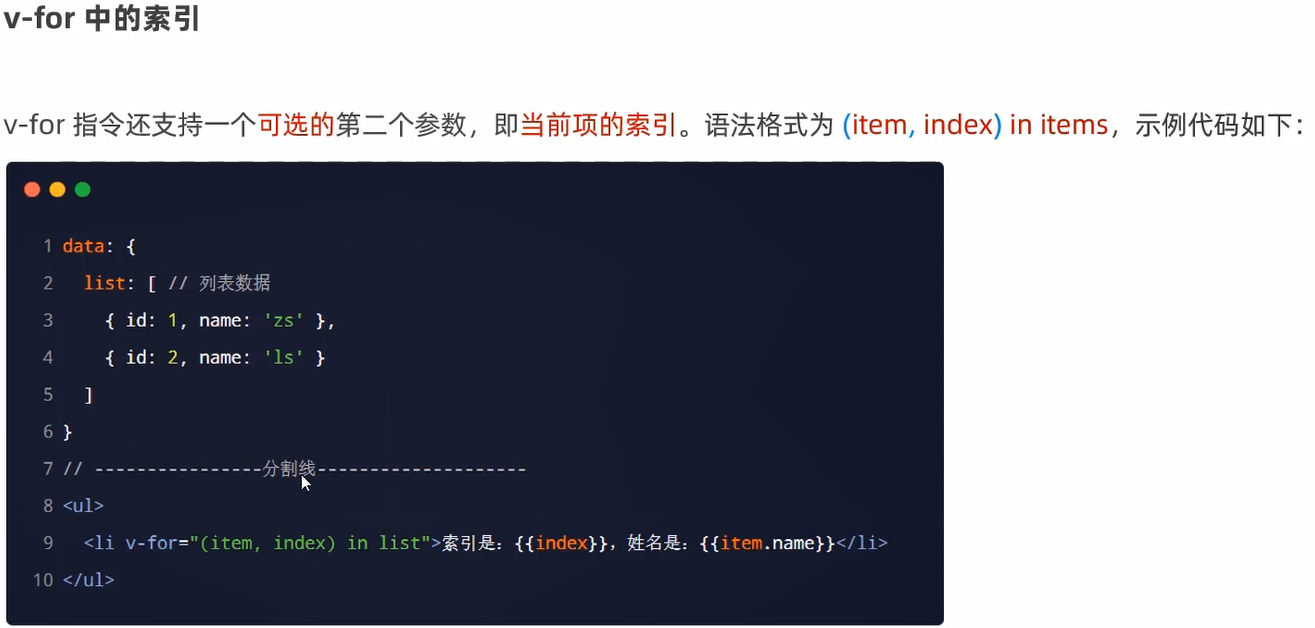 v-for 中的索引
v-for 指令还支持一个可选的第二个参数，即当前项的索引。语法格式为 (item, index) in items，示例代码如下：
1 data: {
2   list: [ // 列表数据
3     { id: 1, name: 'zs' },
4     { id: 2, name: 'ls' }
5   ]
6 }
7 // ----------------分割线--------------------
8 <ul>
9   <li v-for="(item, index) in list">索引是：{{index}}，姓名是：{{item.name}}</li>
10 </ul>